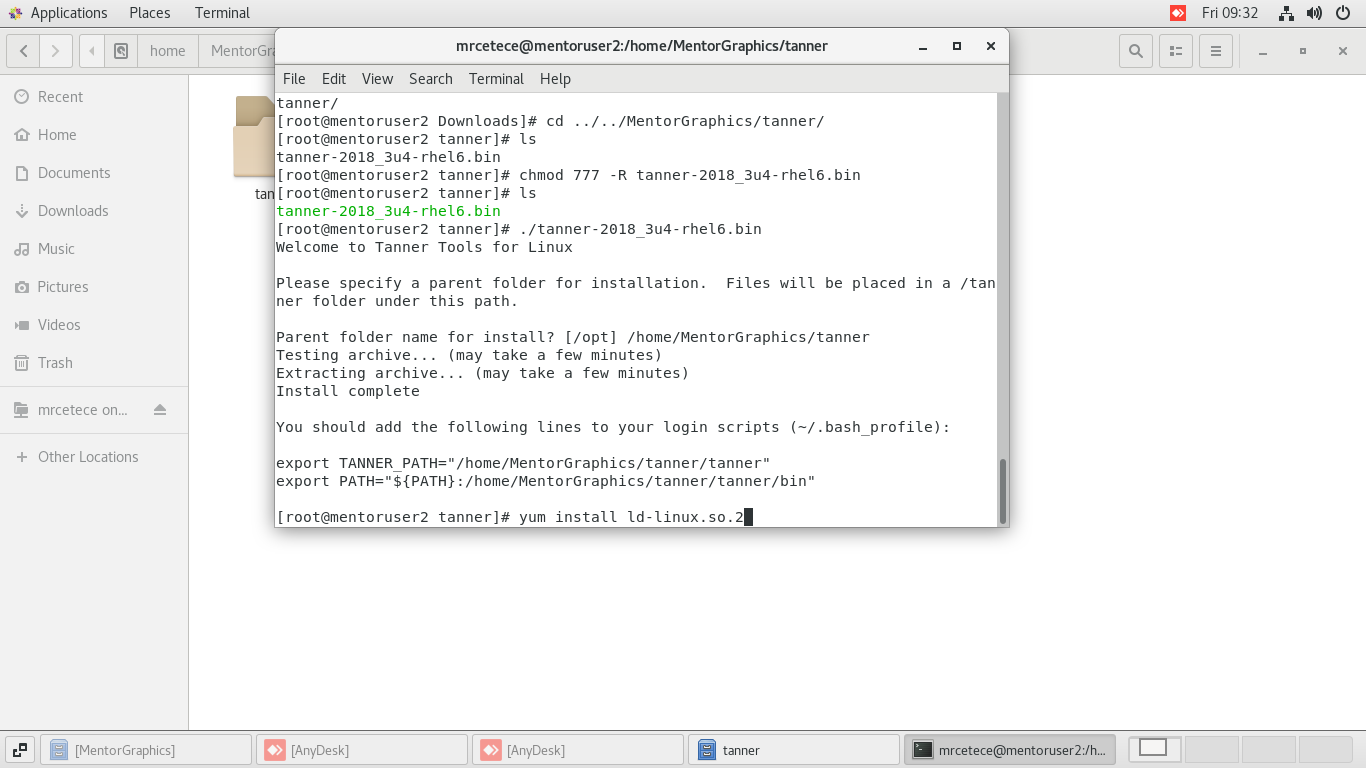 Applications Places Terminal Fri 09:32
home MentorGra
mrcetece@mentoruser2:/home/MentorGraphics/tanner
File Edit View Search Terminal Help
Recent
Home
Documents
Downloads
Music
Pictures
Videos
Trash
mrcetece on...
Other Locations
tan
tanner/
[root@mentoruser2 Downloads]# cd ../../MentorGraphics/tanner/
[root@mentoruser2 tanner]# ls
tanner-2018_3u4-rhel6.bin
[root@mentoruser2 tanner]# chmod 777 -R tanner-2018_3u4-rhel6.bin
[root@mentoruser2 tanner]# ls
tanner-2018_3u4-rhel6.bin
[root@mentoruser2 tanner]# ./tanner-2018_3u4-rhel6.bin
Welcome to Tanner Tools for Linux
Please specify a parent folder for installation.  Files will be placed in a /tan
ner folder under this path.
Parent folder name for install? [/opt] /home/MentorGraphics/tanner
Testing archive... (may take a few minutes)
Extracting archive... (may take a few minutes)
Install complete
You should add the following lines to your login scripts (~/.bash_profile):
export TANNER_PATH="/home/MentorGraphics/tanner/tanner"
export PATH="${PATH}:/home/MentorGraphics/tanner/tanner/bin"
[root@mentoruser2 tanner]# yum install ld-linux.so.2
[MentorGraphics] [AnyDesk] [AnyDesk] tanner mrcetece@mentoruser2:/h...